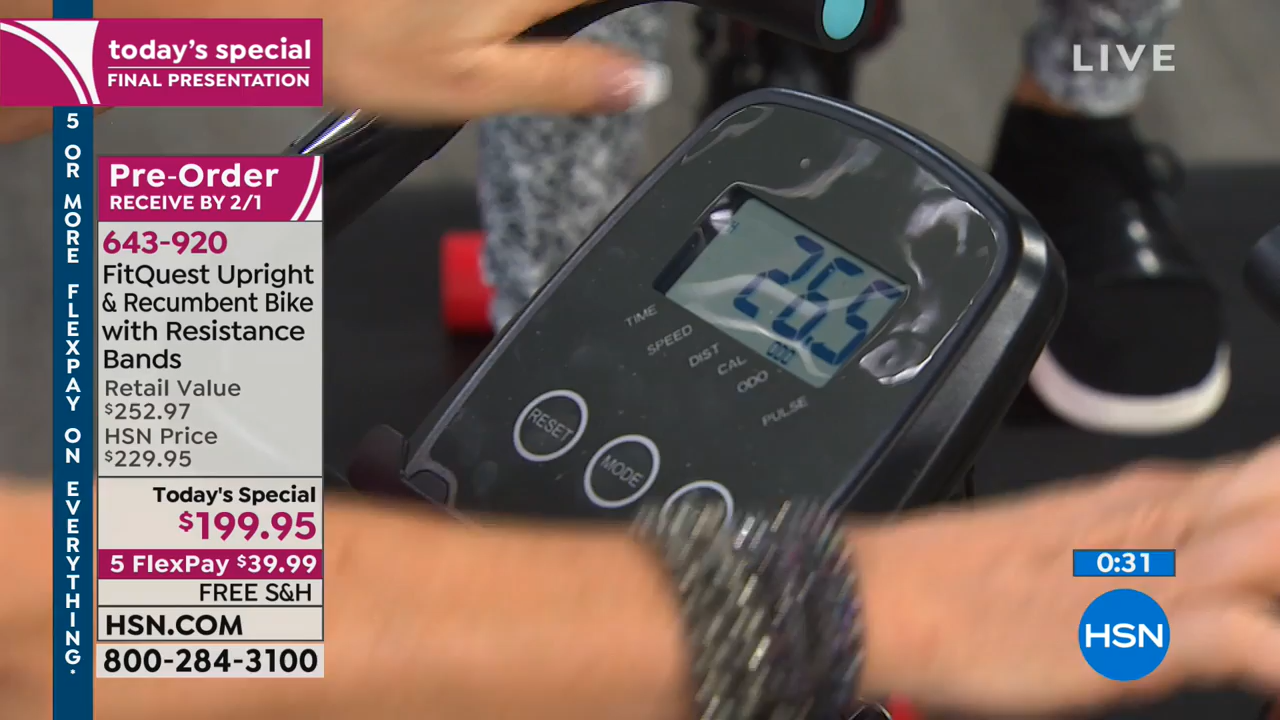 today's special
FINAL PRESENTATION
LIVE
5 OR MORE FLEXPAY ON EVERYTHING.
Pre-Order
RECEIVE BY 2/1
643-920
FitQuest Upright
& Recumbent Bike
with Resistance
Bands
Retail Value
$252.97
HSN Price
$229.95
Today's Special
$199.95
5 FlexPay $39.99
FREE S&H
HSN.COM
800-284-3100
26.5
ODO
TIME
SPEED
DIST
CAL
ODO
PULSE
RESET
MODE
0:31
HSN